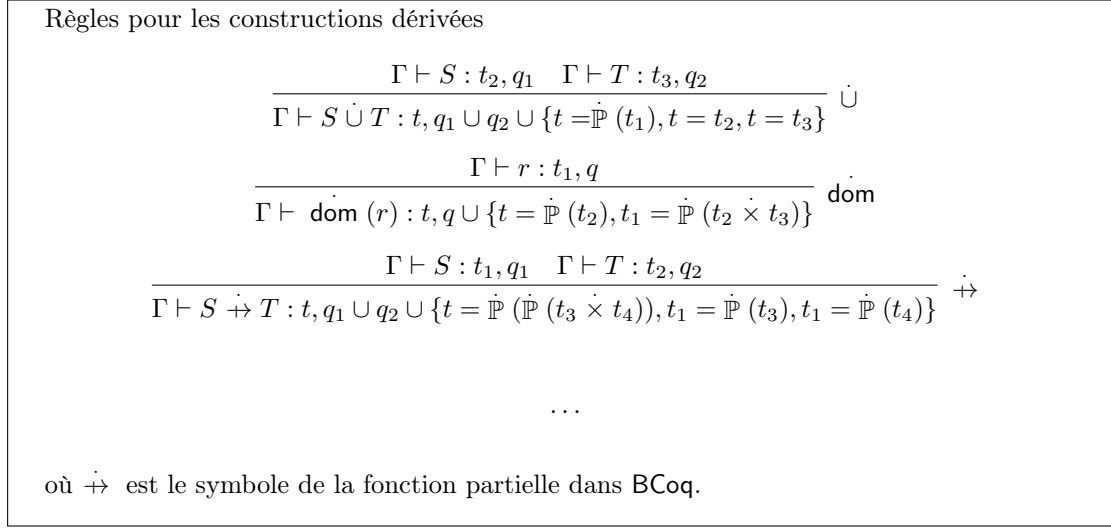 Règles pour les constructions dérivées
Γ ⊢ S : t₂, q₁   Γ ⊢ T : t₃, q₂
Γ ⊢ S ∪̇ T : t, q₁ ∪ q₂ ∪ {t =ℙ̇ (t₁), t = t₂, t = t₃} ∪̇
Γ ⊢ r : t₁, q
Γ ⊢ doṁ (r) : t, q ∪ {t = ℙ̇ (t₂), t₁ = ℙ̇ (t₂ ×̇ t₃)} doṁ
Γ ⊢ S : t₁, q₁   Γ ⊢ T : t₂, q₂
Γ ⊢ S ⇸̇ T : t, q₁ ∪ q₂ ∪ {t = ℙ̇ (ℙ̇ (t₃ ×̇ t₄)), t₁ = ℙ̇ (t₃), t₁ = ℙ̇ (t₄)} ⇸̇
...
où ⇸̇ est le symbole de la fonction partielle dans BCoq.